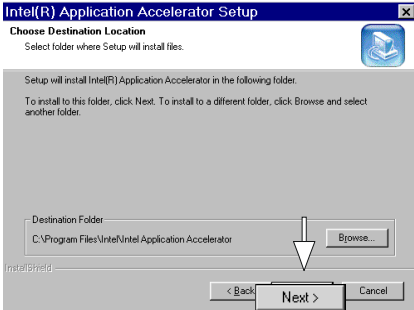 Intel(R) Application Accelerator Setup
Choose Destination Location
Select folder where Setup will install files.
Setup will install Intel(R) Application Accelerator in the following folder.
To install to this folder, click Next. To install to a different folder, click Browse and select
another folder.
Destination Folder
C:\Program Files\Intel\Intel Application Accelerator
Browse...
InstallShield
< Back
Next >
Cancel